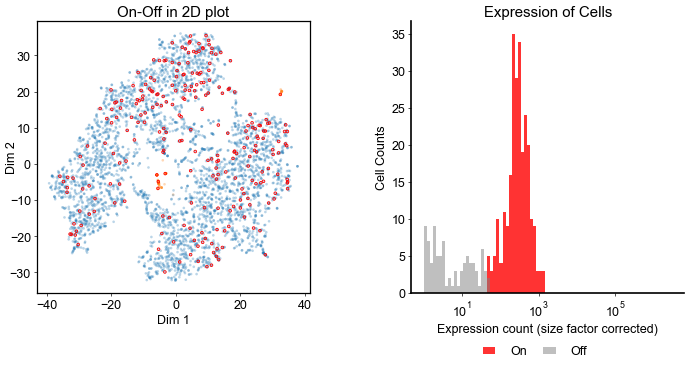 On-Off in 2D plot
30
20
10
0
−10
−20
−30
Dim 2
−40
−20
0
20
40
Dim 1
Expression of Cells
35
30
25
20
15
10
5
0
Cell Counts
10^1
10^3
10^5
Expression count (size factor corrected)
On
Off